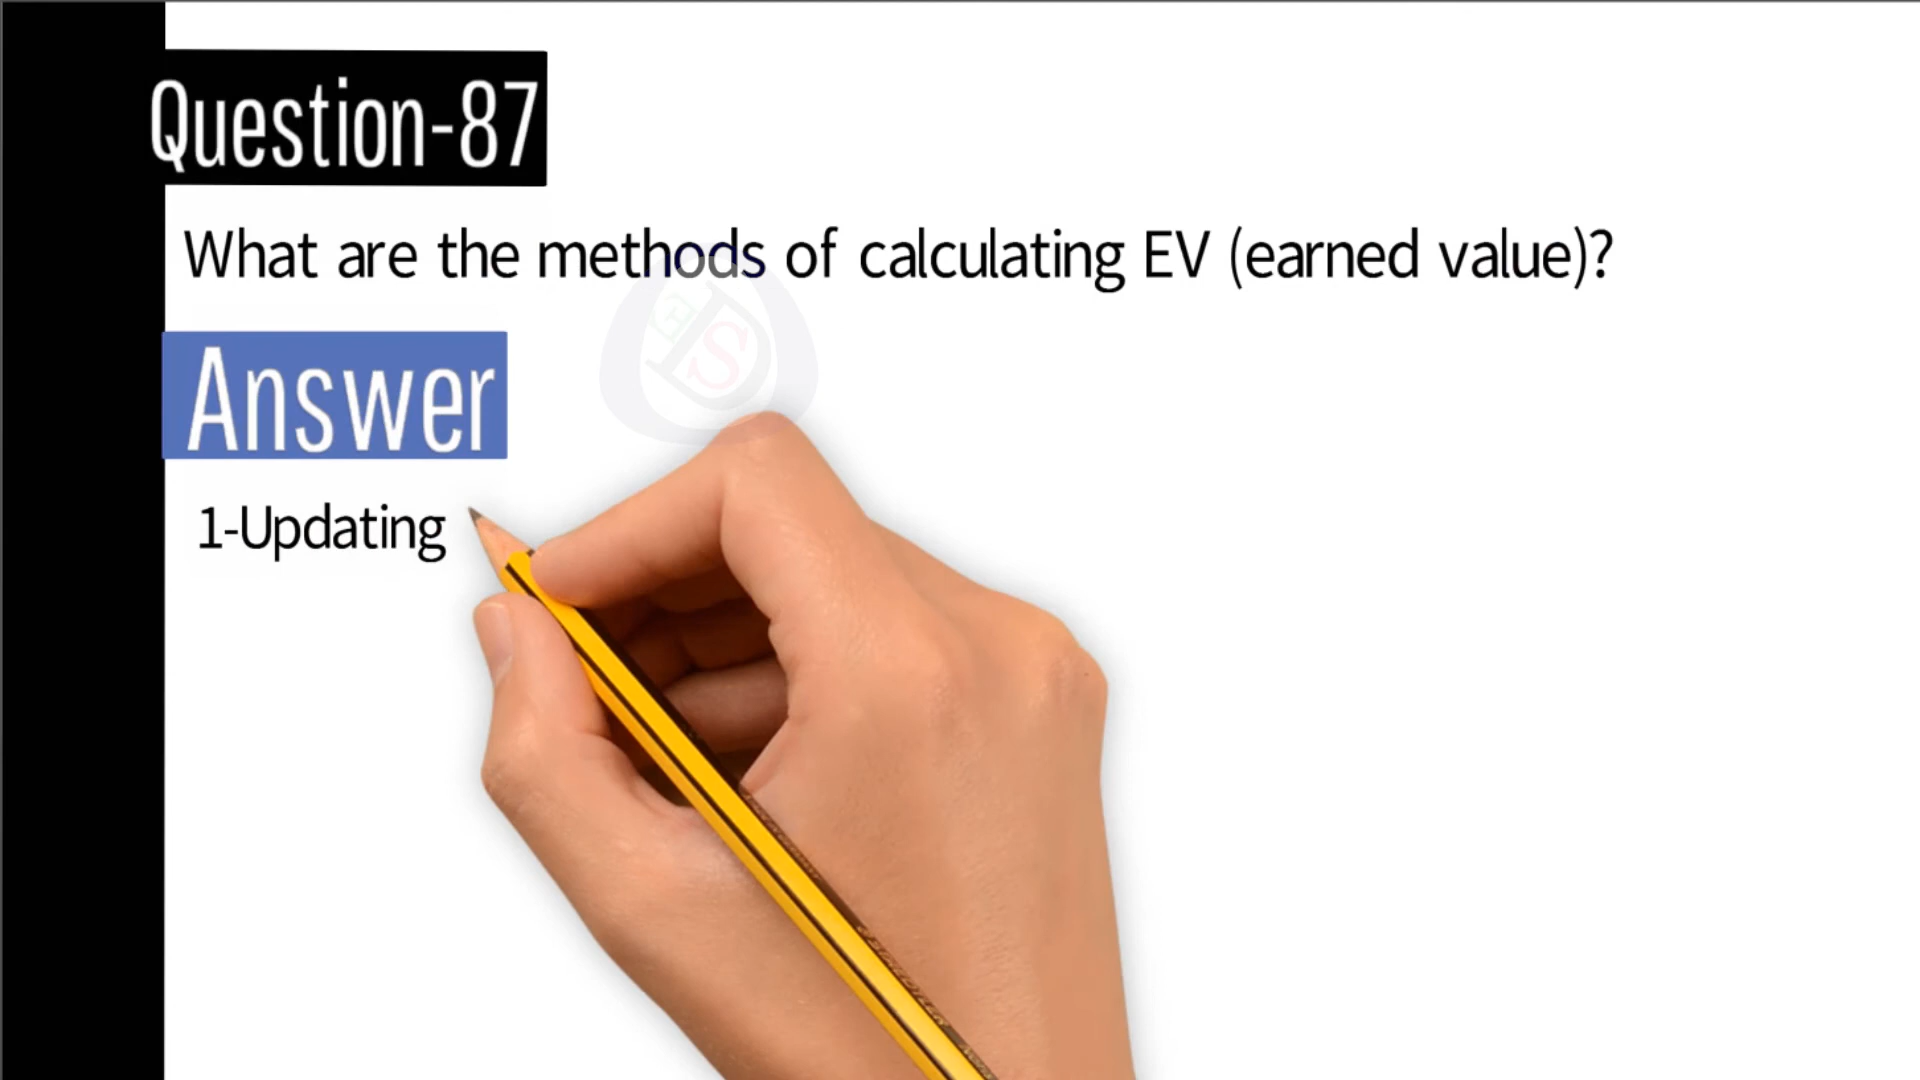 Question-87
What are the methods of calculating EV (earned value)?
Answer
1-Updating